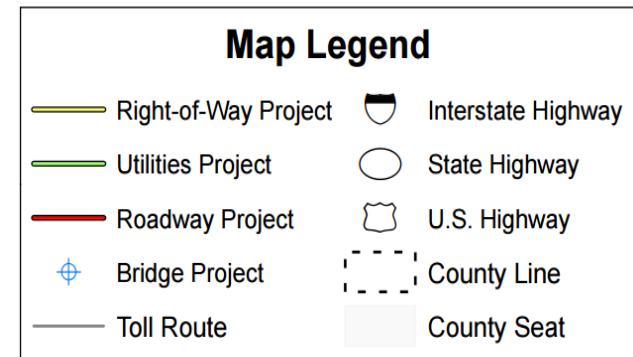 Map Legend
Right-of-Way Project Interstate Highway
Utilities Project State Highway
Roadway Project U.S. Highway
Bridge Project County Line
Toll Route County Seat